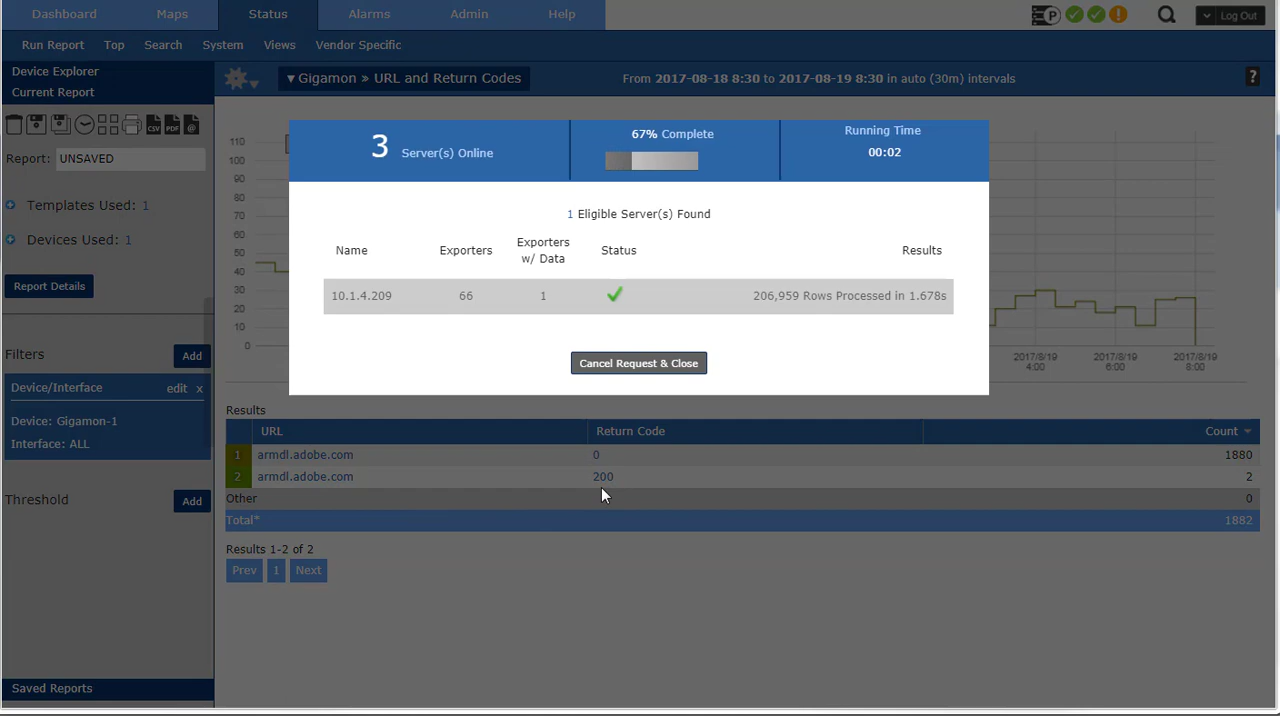 Dashboard Maps Status Alarms Admin Help Log Out
Run Report Top Search System Views Vendor Specific
Device Explorer
Current Report
▼ Gigamon » URL and Return Codes From 2017-08-18 8:30 to 2017-08-19 8:30 in auto (30m) intervals ?
CSV PDF @
Report: UNSAVED
Templates Used: 1
Devices Used: 1
Report Details
Filters Add
Device/Interface edit x
Device: Gigamon-1
Interface: ALL
Threshold Add
Saved Reports
110
100
90
80
70
60
50
40
30
20
10
0
2017/8/19 4:00
2017/8/19 6:00
2017/8/19 8:00
3 Server(s) Online
67% Complete
Running Time
00:02
1 Eligible Server(s) Found
Name Exporters Exporters w/ Data Status Results
10.1.4.209 66 1 206,959 Rows Processed in 1.678s
Cancel Request & Close
Results
URL Return Code Count
1 armdl.adobe.com 0 1880
2 armdl.adobe.com 200 2
Other 0
Total* 1882
Results 1-2 of 2
Prev 1 Next